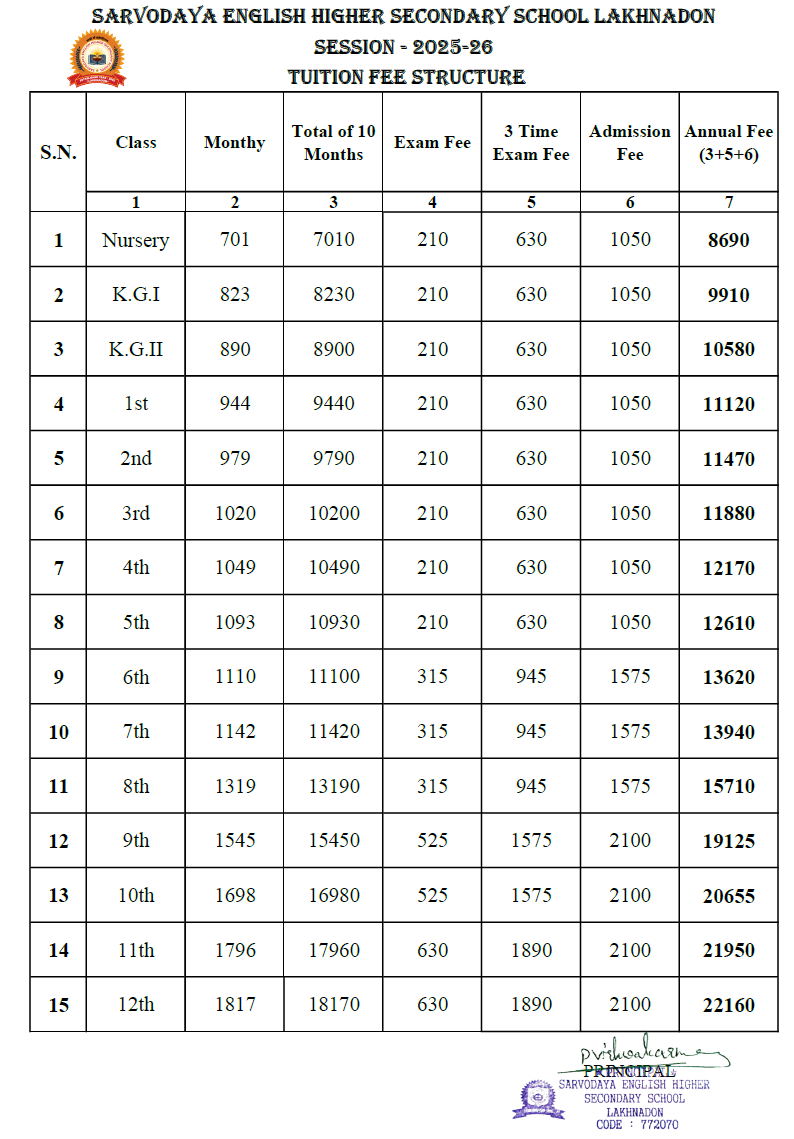 SARVODAYA ENGLISH HIGHER SECONDARY SCHOOL LAKHNADON
SESSION - 2025-26
TUITION FEE STRUCTURE
S.N. Class Monthy Total of 10 Months Exam Fee 3 Time Exam Fee Admission Fee Annual Fee (3+5+6)
1 2 3 4 5 6 7
1 Nursery 701 7010 210 630 1050 8690
2 K.G.I 823 8230 210 630 1050 9910
3 K.G.II 890 8900 210 630 1050 10580
4 1st 944 9440 210 630 1050 11120
5 2nd 979 9790 210 630 1050 11470
6 3rd 1020 10200 210 630 1050 11880
7 4th 1049 10490 210 630 1050 12170
8 5th 1093 10930 210 630 1050 12610
9 6th 1110 11100 315 945 1575 13620
10 7th 1142 11420 315 945 1575 13940
11 8th 1319 13190 315 945 1575 15710
12 9th 1545 15450 525 1575 2100 19125
13 10th 1698 16980 525 1575 2100 20655
14 11th 1796 17960 630 1890 2100 21950
15 12th 1817 18170 630 1890 2100 22160
PRINCIPAL
SARVODAYA ENGLISH HIGHER
SECONDARY SCHOOL
LAKHNADON
CODE : 772070